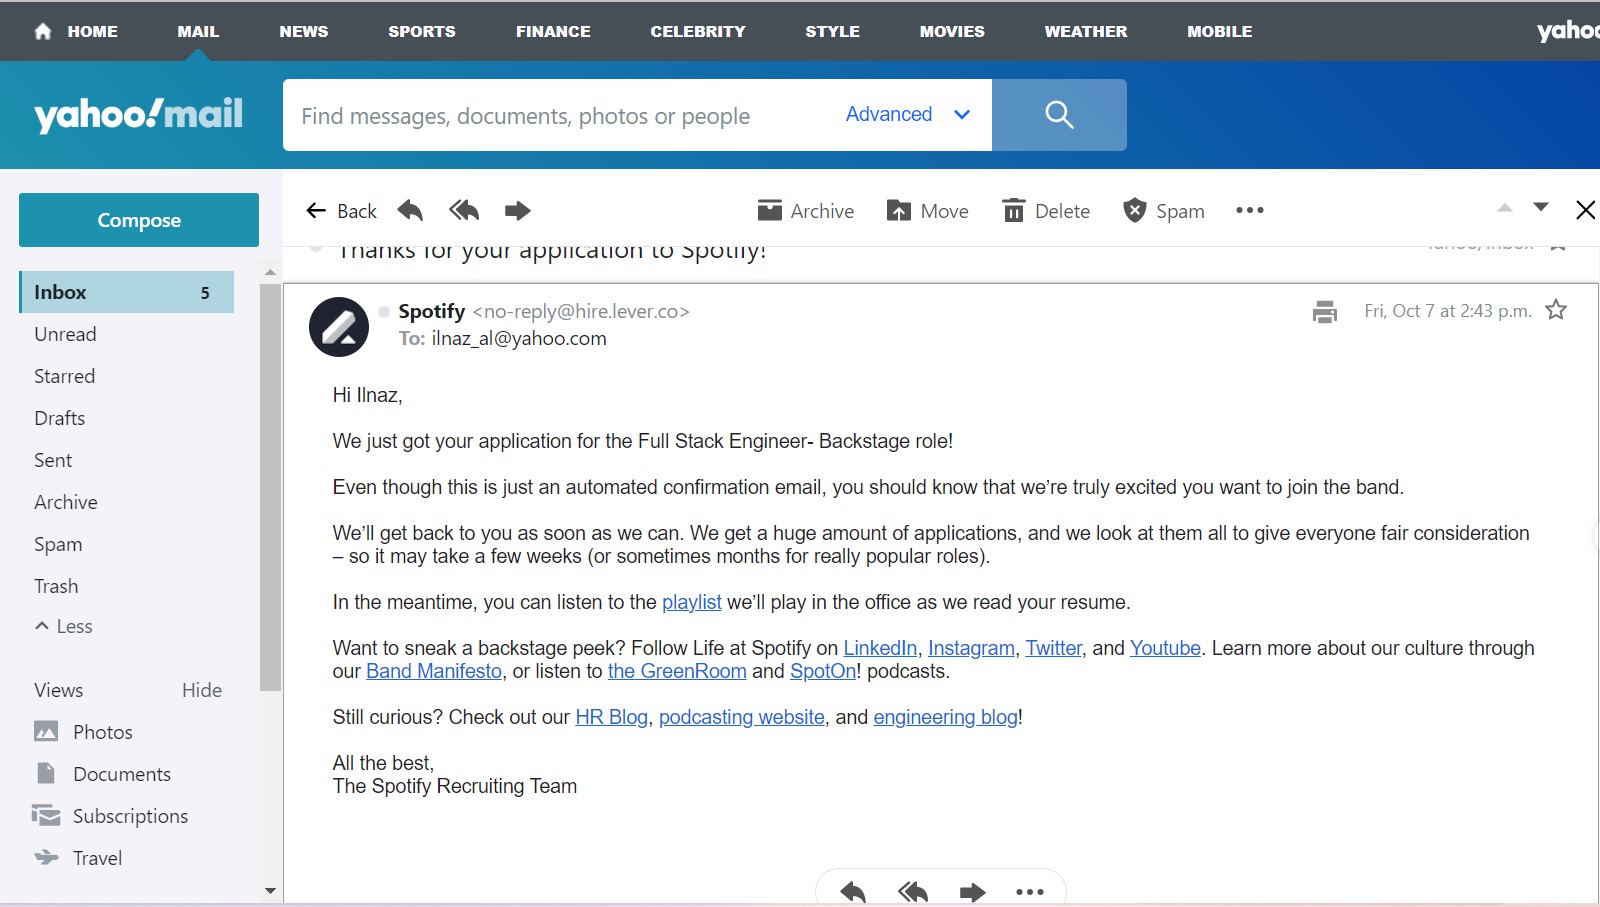 HOME MAIL NEWS SPORTS FINANCE CELEBRITY STYLE MOVIES WEATHER MOBILE yahoo
yahoo!mail
Find messages, documents, photos or people Advanced
Compose
Back Archive Move Delete Spam
Thanks for your application to Spotify!
Inbox 5
Unread
Starred
Drafts
Sent
Archive
Spam
Trash
Less
Views Hide
Photos
Documents
Subscriptions
Travel
Spotify <no-reply@hire.lever.co> Fri, Oct 7 at 2:43 p.m.
To: ilnaz_al@yahoo.com
Hi Ilnaz,
We just got your application for the Full Stack Engineer- Backstage role!
Even though this is just an automated confirmation email, you should know that we’re truly excited you want to join the band.
We’ll get back to you as soon as we can. We get a huge amount of applications, and we look at them all to give everyone fair consideration
– so it may take a few weeks (or sometimes months for really popular roles).
In the meantime, you can listen to the playlist we’ll play in the office as we read your resume.
Want to sneak a backstage peek? Follow Life at Spotify on LinkedIn, Instagram, Twitter, and Youtube. Learn more about our culture through
our Band Manifesto, or listen to the GreenRoom and SpotOn! podcasts.
Still curious? Check out our HR Blog, podcasting website, and engineering blog!
All the best,
The Spotify Recruiting Team